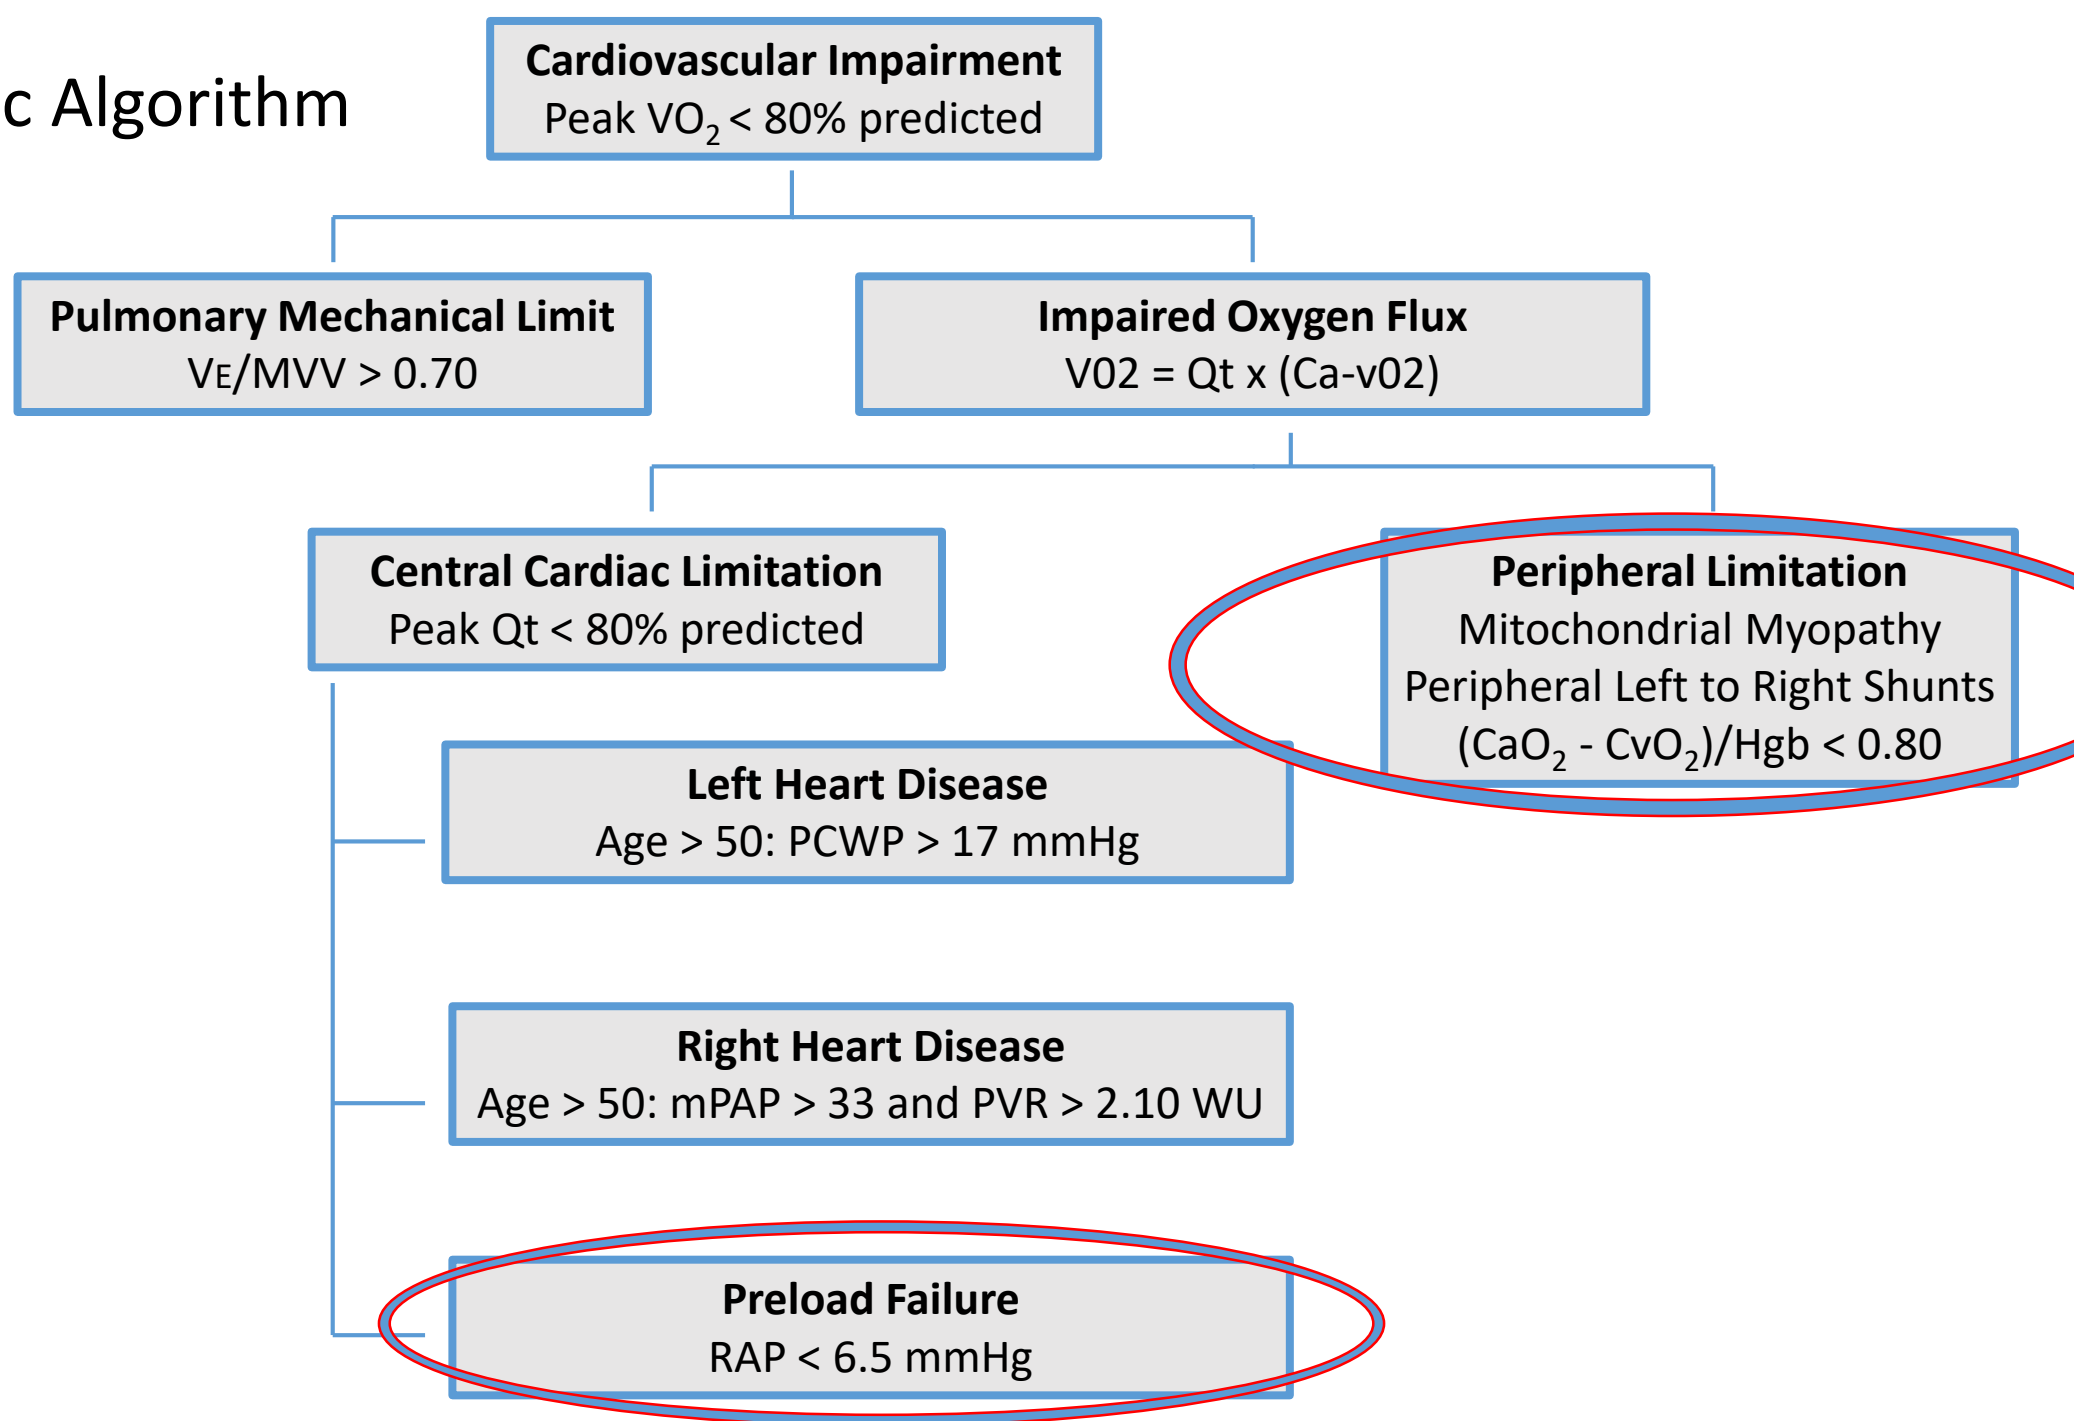 c Algorithm
Cardiovascular Impairment
Peak VO₂ < 80% predicted
Pulmonary Mechanical Limit
VE/MVV > 0.70
Impaired Oxygen Flux
V02 = Qt x (Ca-v02)
Central Cardiac Limitation
Peak Qt < 80% predicted
Peripheral Limitation
Mitochondrial Myopathy
Peripheral Left to Right Shunts
(CaO₂ - CvO₂)/Hgb < 0.80
Left Heart Disease
Age > 50: PCWP > 17 mmHg
Right Heart Disease
Age > 50: mPAP > 33 and PVR > 2.10 WU
Preload Failure
RAP < 6.5 mmHg